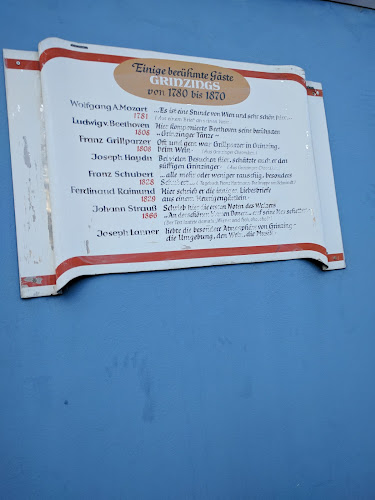 Einige berühmte Gäste
GRINZINGS
von 1780 bis 1870
Wolfgang A. Mozart ...Es ist eine Stunde von Wien und sehr schön hier...
1781
Ludwig v. Beethoven Hier komponierte Beethoven seine berühmten
1808 „Grinzinger Tänze“
Franz Grillparzer Oft und gern war Grillparzer in Grinzing,
1808 beim Wein-
Joseph Haydn Bei vielen Besuchen hier, schätzte auch er den
süffigen Grinzinger
Franz Schubert ...alle mehr oder weniger rauschig, besonders
1828 Schubert...
Ferdinand Raimund Hier schrieb er die innigen Liebesbriefe
1829 aus einem Heurigengarten
Johann Strauß Schrieb hier die ersten Noten des Walzers
1866 „An der schönen blauen Donau“
Joseph Lanner liebte die besondere Atmosphäre von Grinzing -
die Umgebung, den Wein, die Musik